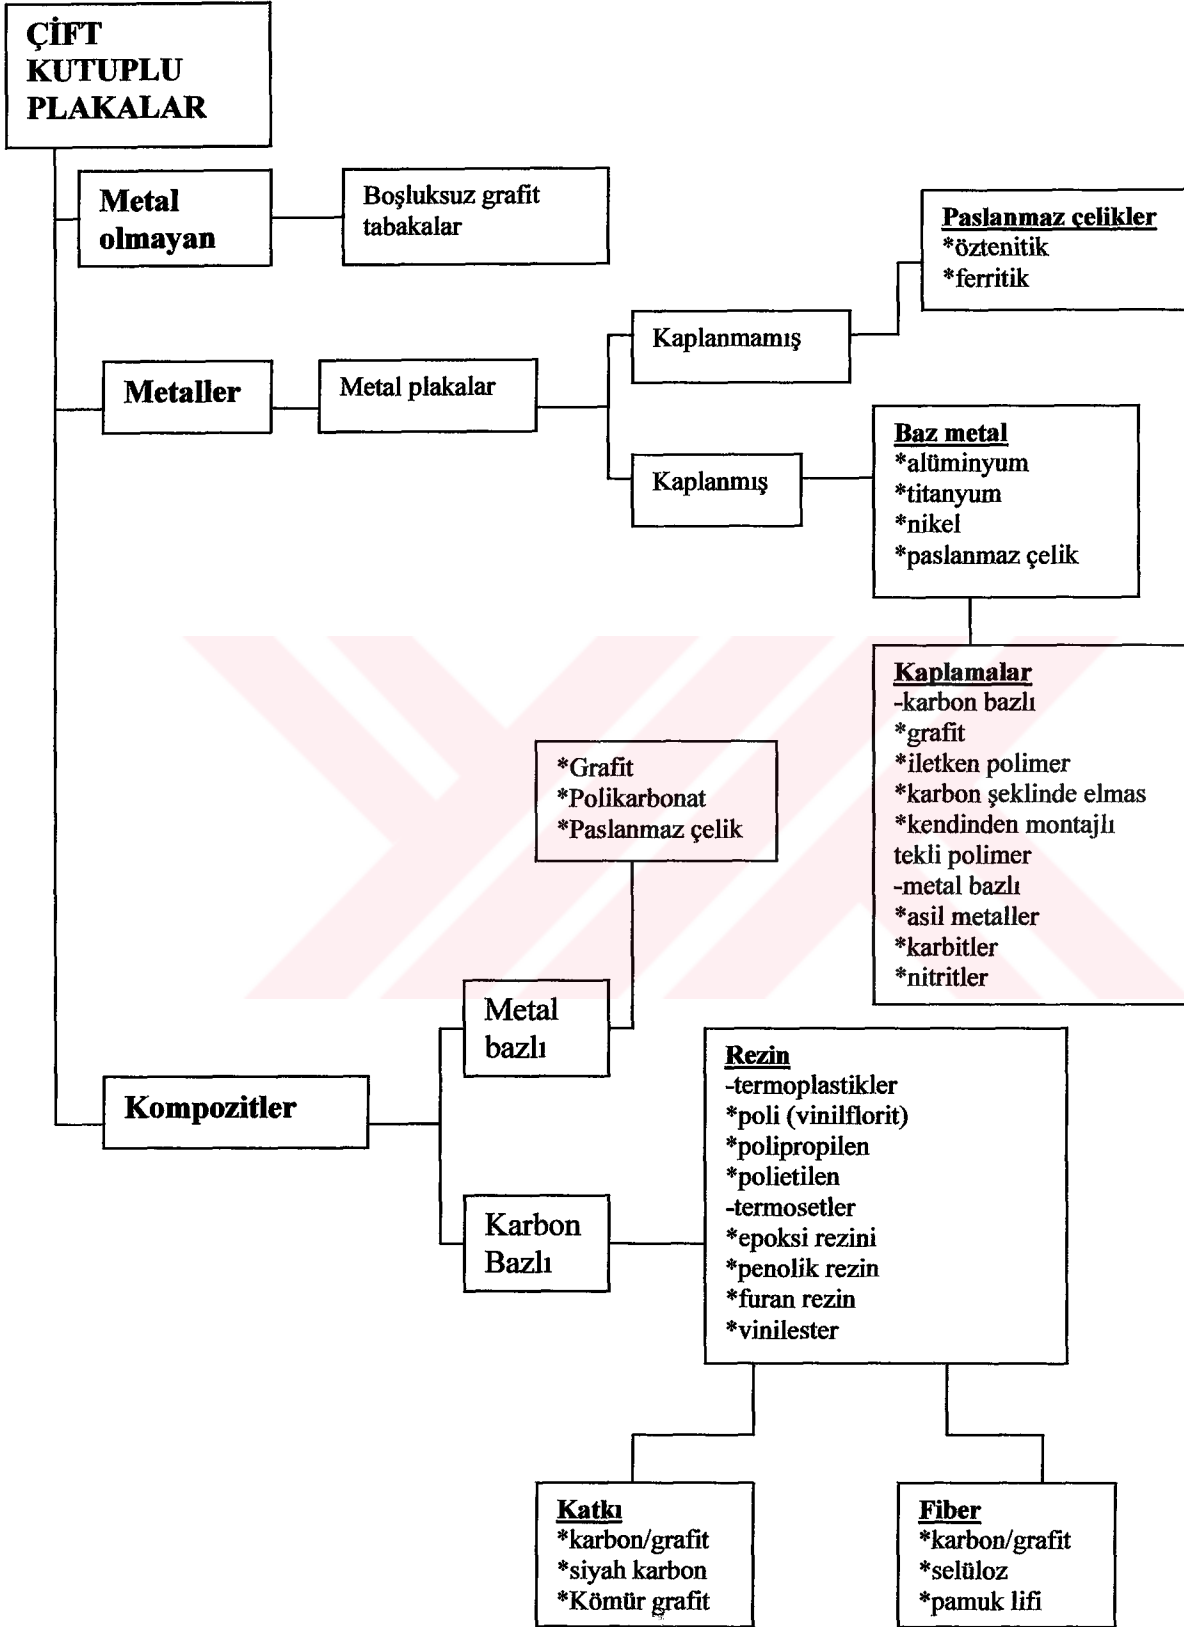 ÇİFT
KUTUPLU
PLAKALAR
Metal
olmayan
Boşluksuz grafit
tabakalar
Metaller
Metal plakalar
Kaplanmamış
Paslanmaz çelikler
*öztenitik
*ferritik
Kaplanmış
Baz metal
*alüminyum
*titanyum
*nikel
*paslanmaz çelik
Kaplamalar
-karbon bazlı
*grafit
*iletken polimer
*karbon şeklinde elmas
*kendinden montajlı
tekli polimer
-metal bazlı
*asil metaller
*karbitler
*nitritler
Kompozitler
Metal
bazlı
*Grafit
*Polikarbonat
*Paslanmaz çelik
Karbon
Bazlı
Rezin
-termoplastikler
*poli (vinilflorit)
*polipropilen
*polietilen
-termosetler
*epoksi rezini
*penolik rezin
*furan rezin
*vinilester
Katkı
*karbon/grafit
*siyah karbon
*Kömür grafit
Fiber
*karbon/grafit
*selüloz
*pamuk lifi